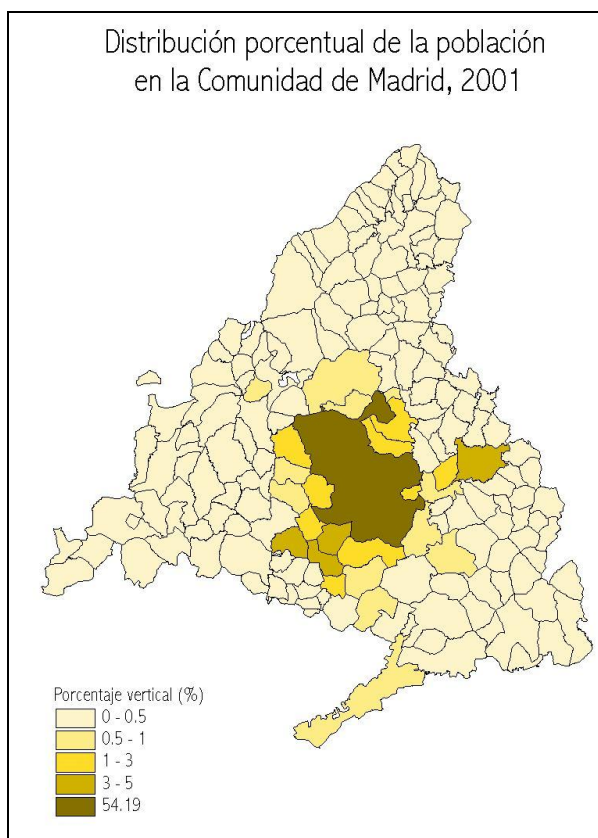 Distribución porcentual de la población
en la Comunidad de Madrid, 2001
Porcentaje vertical (%)
0 - 0.5
0.5 - 1
1 - 3
3 - 5
54.19